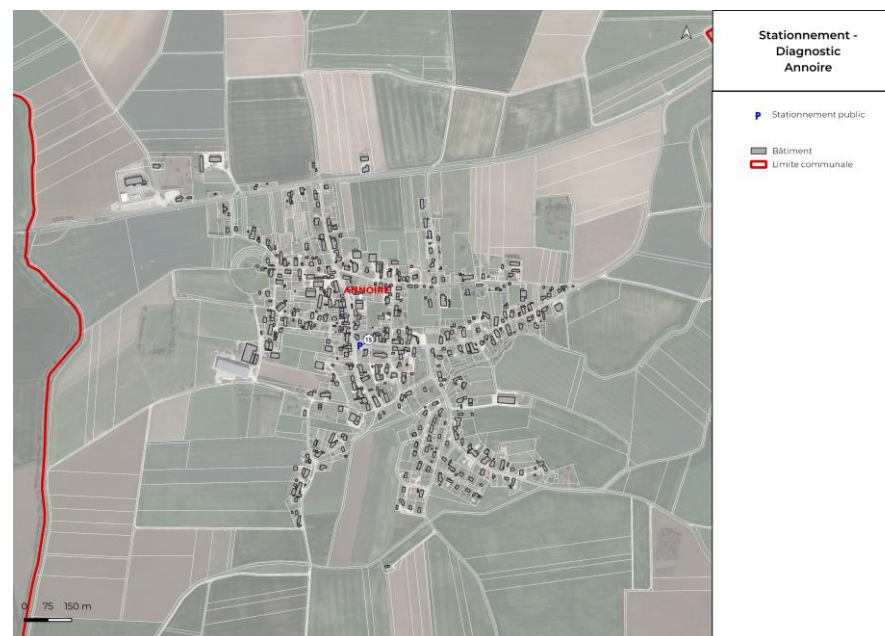 Stationnement -
Diagnostic
Annoire
P Stationnement public
Bâtiment
Limite communale
ANNOIRE
15
P
0 75 150 m